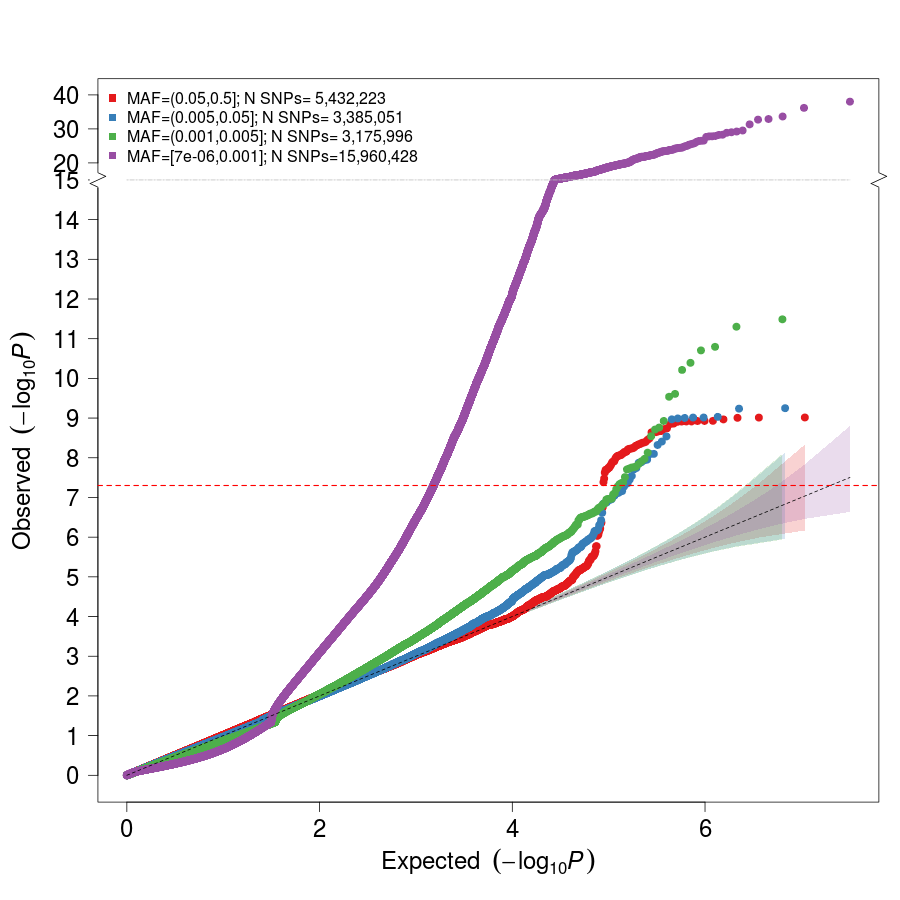 MAF=(0.05,0.5]; N SNPs= 5,432,223
MAF=(0.005,0.05]; N SNPs= 3,385,051
MAF=(0.001,0.005]; N SNPs= 3,175,996
MAF=[7e-06,0.001]; N SNPs=15,960,428
40
30
20
15
14
13
12
11
10
9
8
7
6
5
4
3
2
1
0
Observed (−log10P)
0 2 4 6
Expected (−log10P)